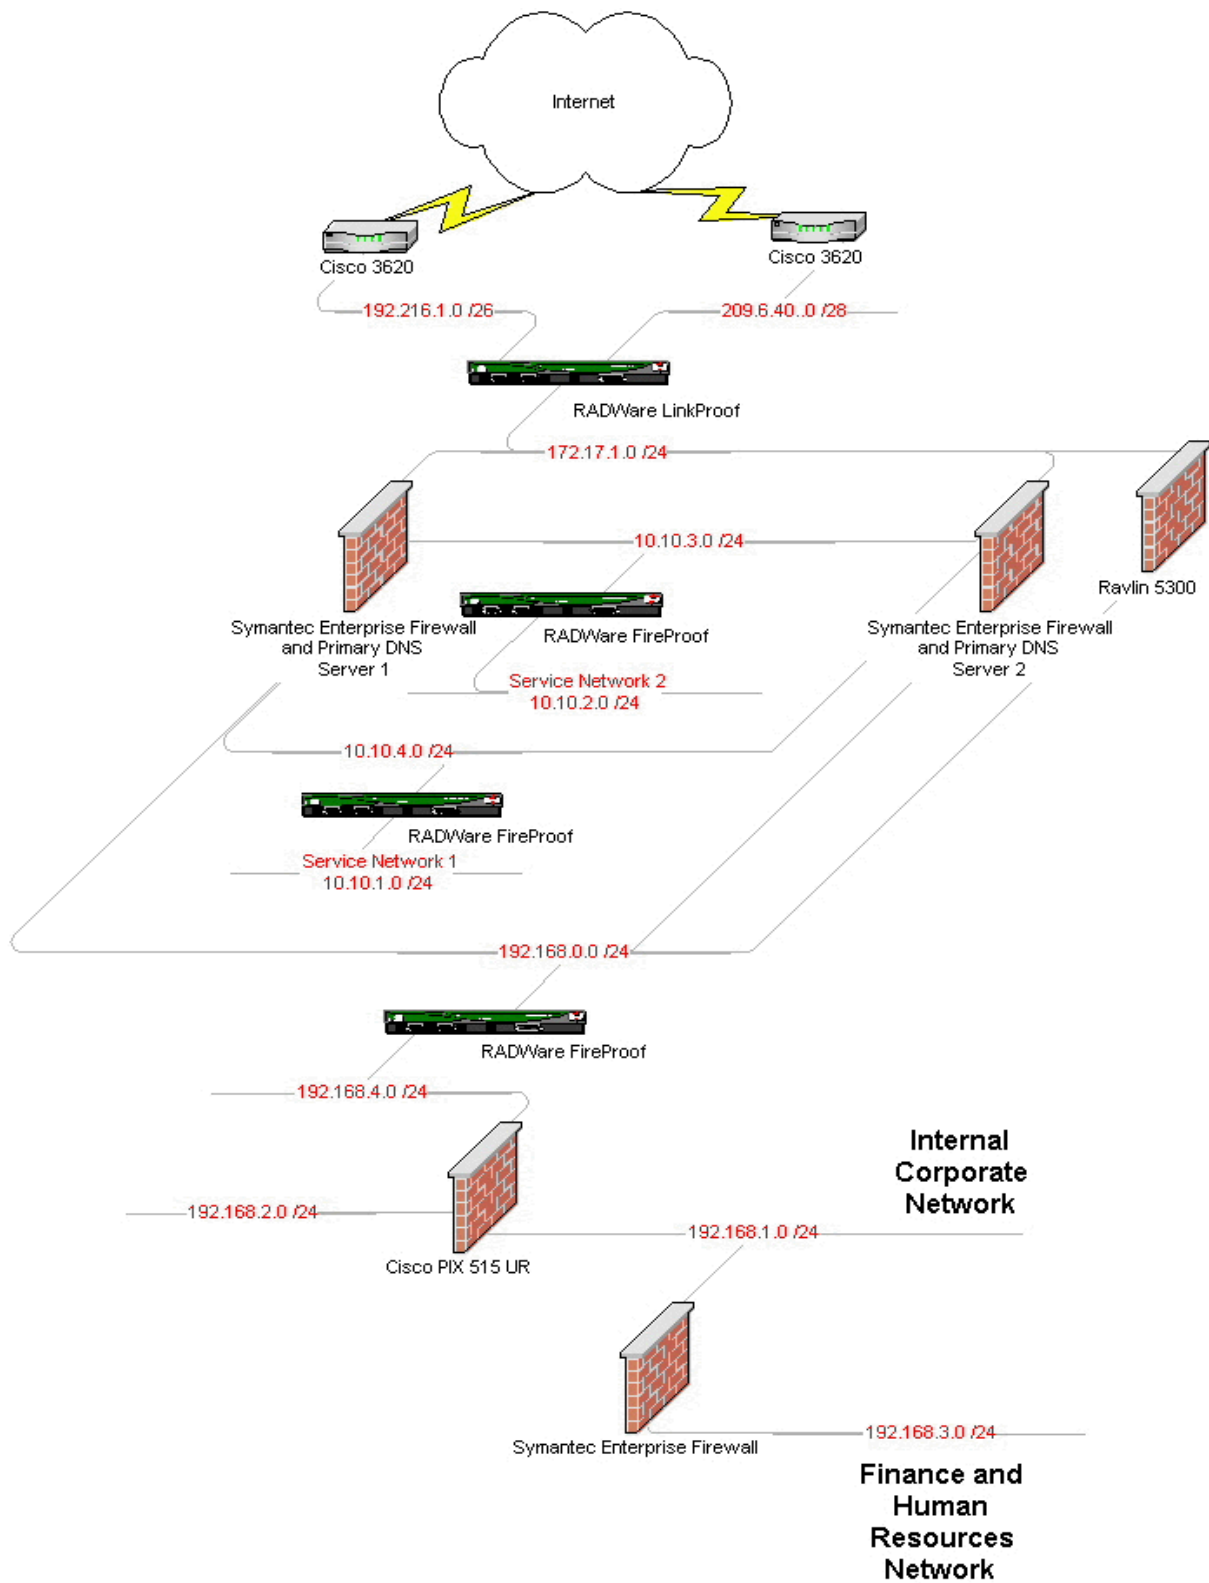 Internet
Cisco 3620
Cisco 3620
192.216.1.0 /26
209.6.40..0 /28
RADWare LinkProof
172.17.1.0 /24
10.10.3.0 /24
Ravlin 5300
Symantec Enterprise Firewall
and Primary DNS
Server 1
RADWare FireProof
Symantec Enterprise Firewall
and Primary DNS
Server 2
Service Network 2
10.10.2.0 /24
10.10.4.0 /24
RADWare FireProof
Service Network 1
10.10.1.0 /24
192.168.0.0 /24
RADWare FireProof
192.168.4.0 /24
Internal
Corporate
Network
192.168.2.0 /24
192.168.1.0 /24
Cisco PIX 515 UR
192.168.3.0 /24
Symantec Enterprise Firewall
Finance and
Human
Resources
Network